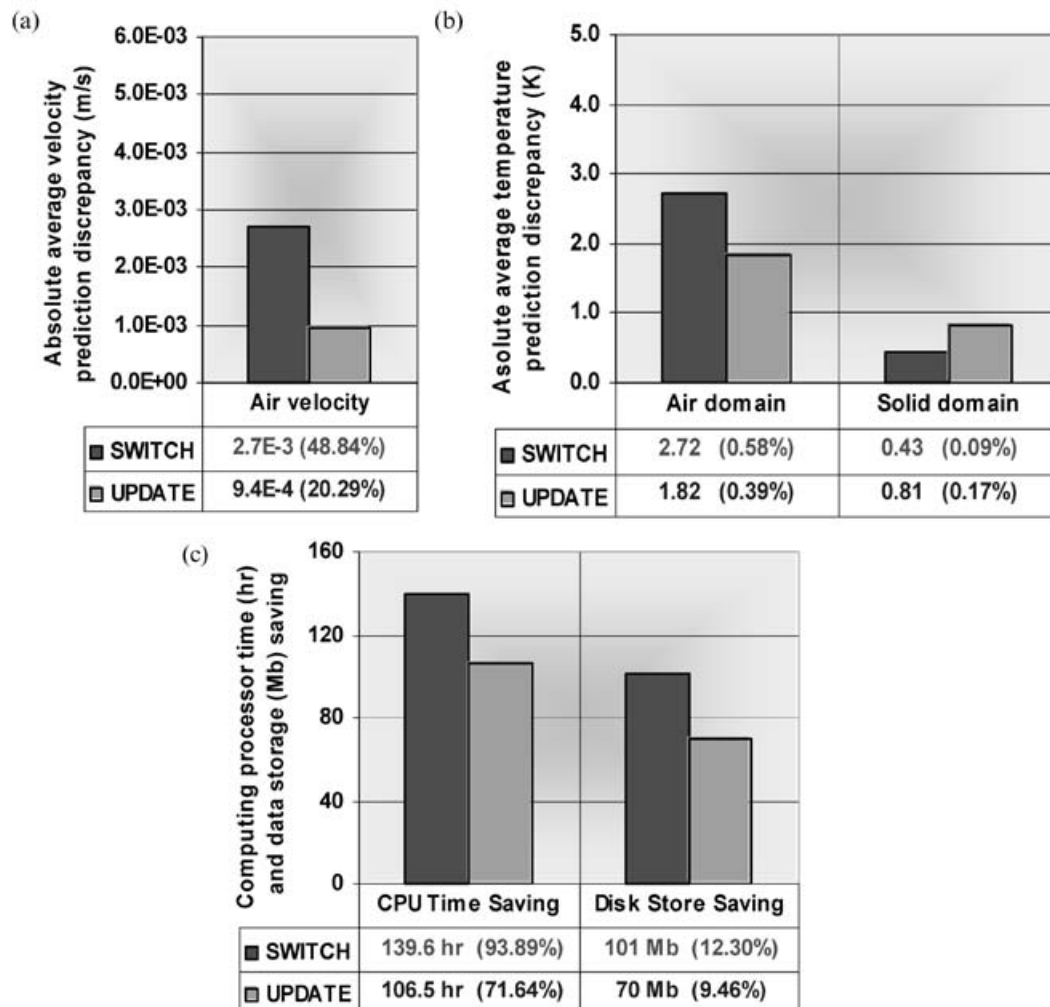 (a)
Absolute average velocity
prediction discrepancy (m/s)
6.0E-03
5.0E-03
4.0E-03
3.0E-03
2.0E-03
1.0E-03
0.0E+00
Air velocity
SWITCH 2.7E-3 (48.84%)
UPDATE 9.4E-4 (20.29%)
(b)
Asolute average temperature
prediction discrepancy (K)
5.0
4.0
3.0
2.0
1.0
0.0
Air domain Solid domain
SWITCH 2.72 (0.58%) 0.43 (0.09%)
UPDATE 1.82 (0.39%) 0.81 (0.17%)
(c)
Computing processor time (hr)
and data storage (Mb) saving
160
120
80
40
0
CPU Time Saving Disk Store Saving
SWITCH 139.6 hr (93.89%) 101 Mb (12.30%)
UPDATE 106.5 hr (71.64%) 70 Mb (9.46%)